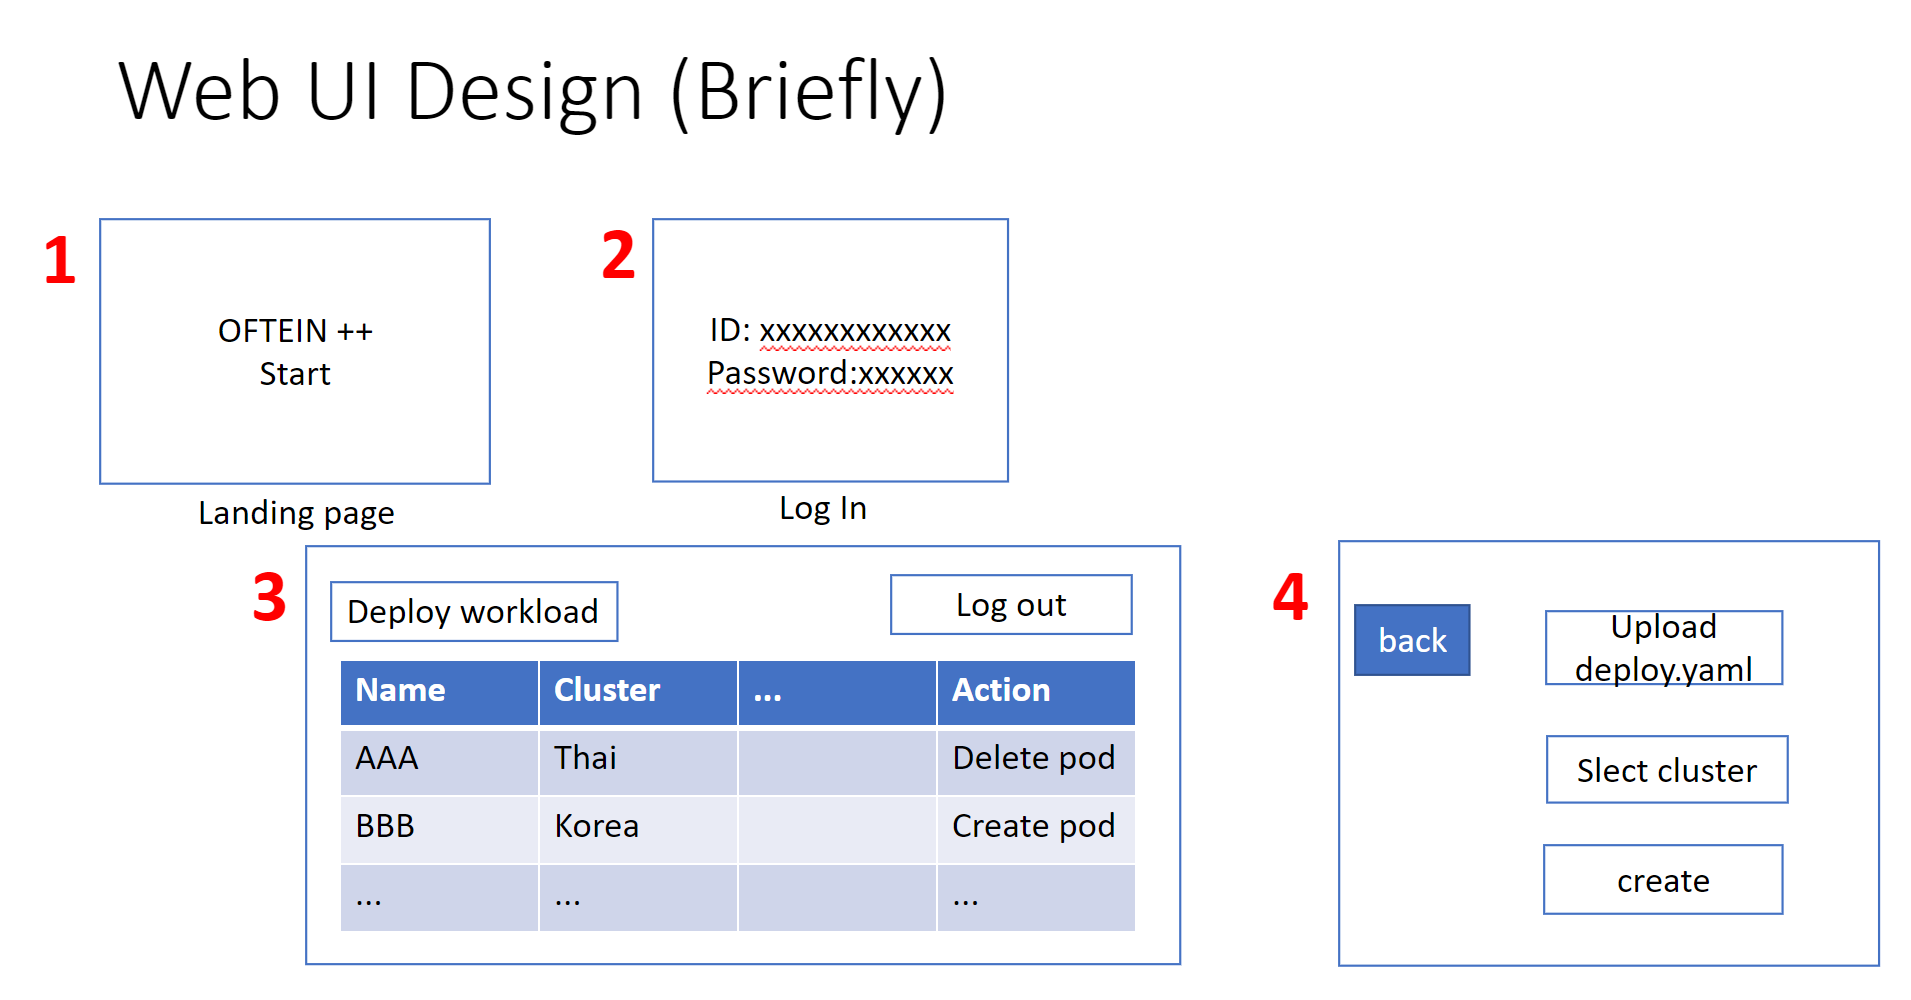 Web UI Design (Briefly)
1
OFTEIN ++
Start
Landing page
2
ID: xxxxxxxxxxxx
Password:xxxxxx
Log In
3
Deploy workload
Log out
Name Cluster ... Action
AAA Thai Delete pod
BBB Korea Create pod
... ... ...
4
back
Upload
deploy.yaml
Slect cluster
create